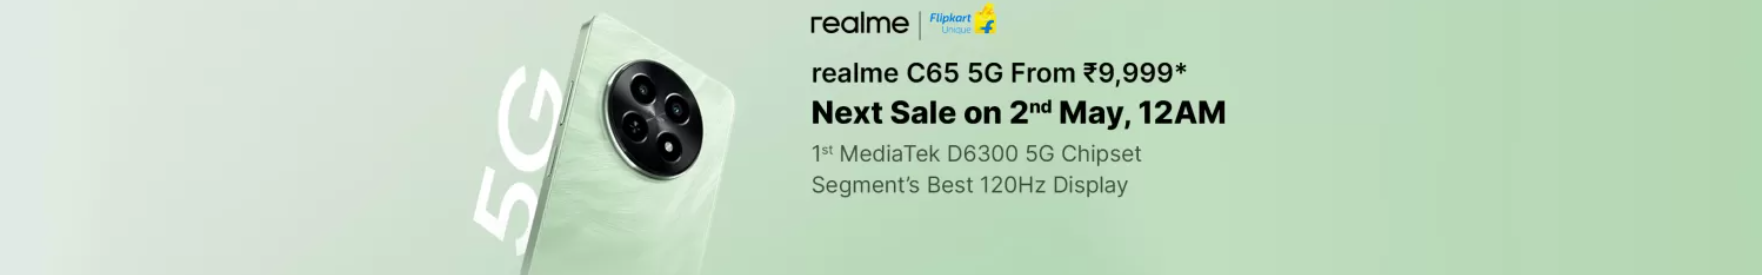 5G
realme | Flipkart Unique
realme C65 5G From ₹9,999*
Next Sale on 2nd May, 12AM
1st MediaTek D6300 5G Chipset
Segment's Best 120Hz Display